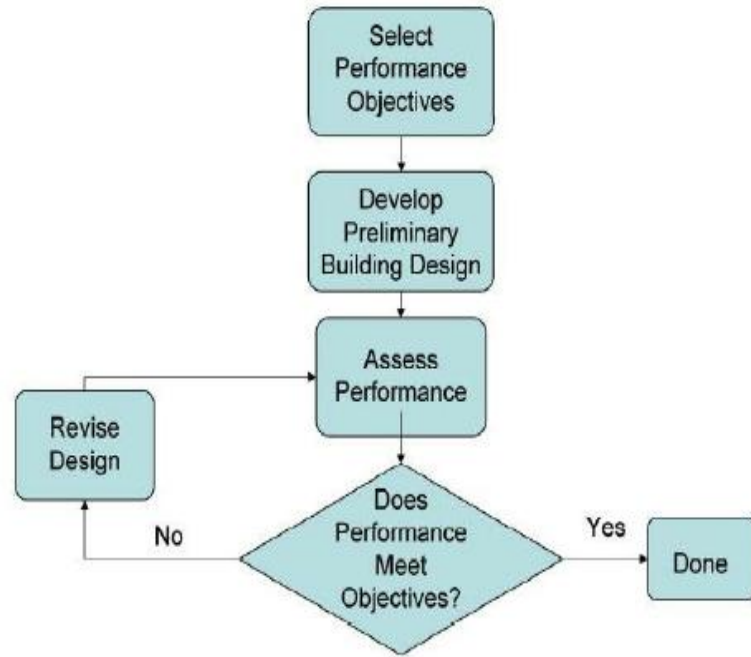 Select
Performance
Objectives
Develop
Preliminary
Building Design
Assess
Performance
Revise
Design
Does
Performance
Meet
Objectives?
No
Yes
Done